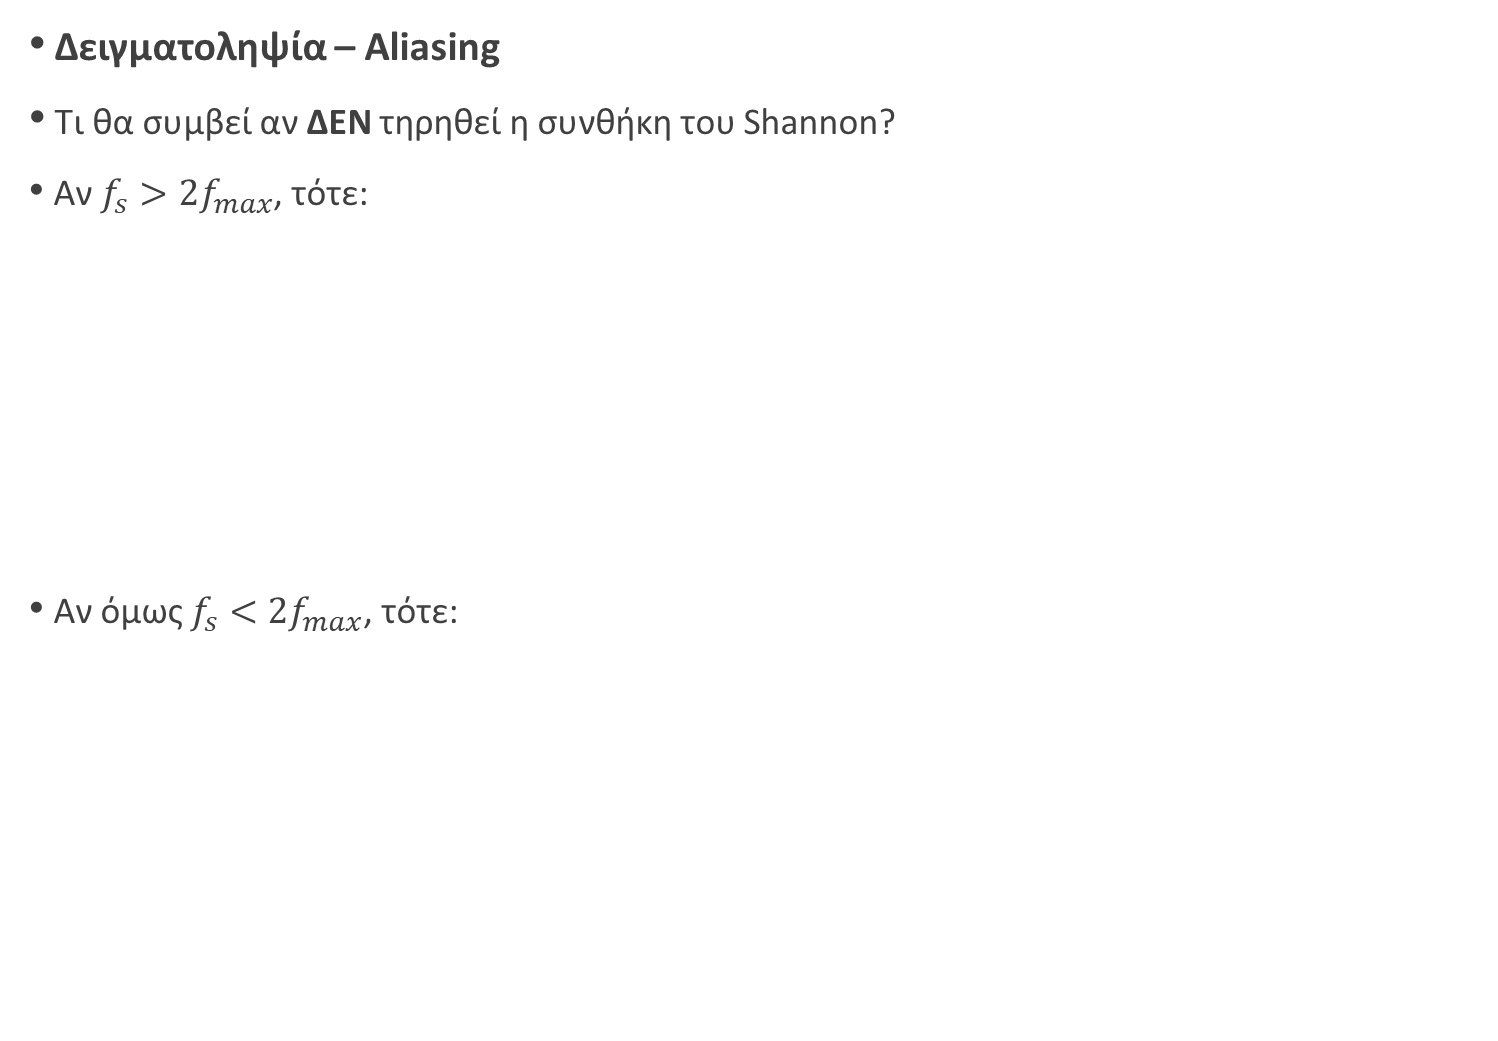 • Δειγματοληψία – Aliasing
• Τι θα συμβεί αν ΔΕΝ τηρηθεί η συνθήκη του Shannon?
• Αν 𝑓ₛ > 2𝑓ₘₐₓ, τότε:
• Αν όμως 𝑓ₛ < 2𝑓ₘₐₓ, τότε: